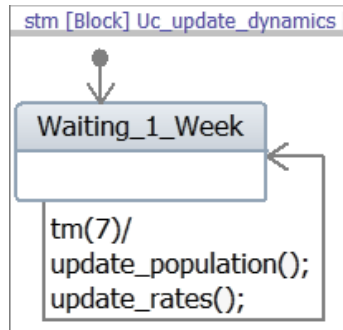 stm [Block] Uc_update_dynamics
Waiting_1_Week
tm(7)/
update_population();
update_rates();